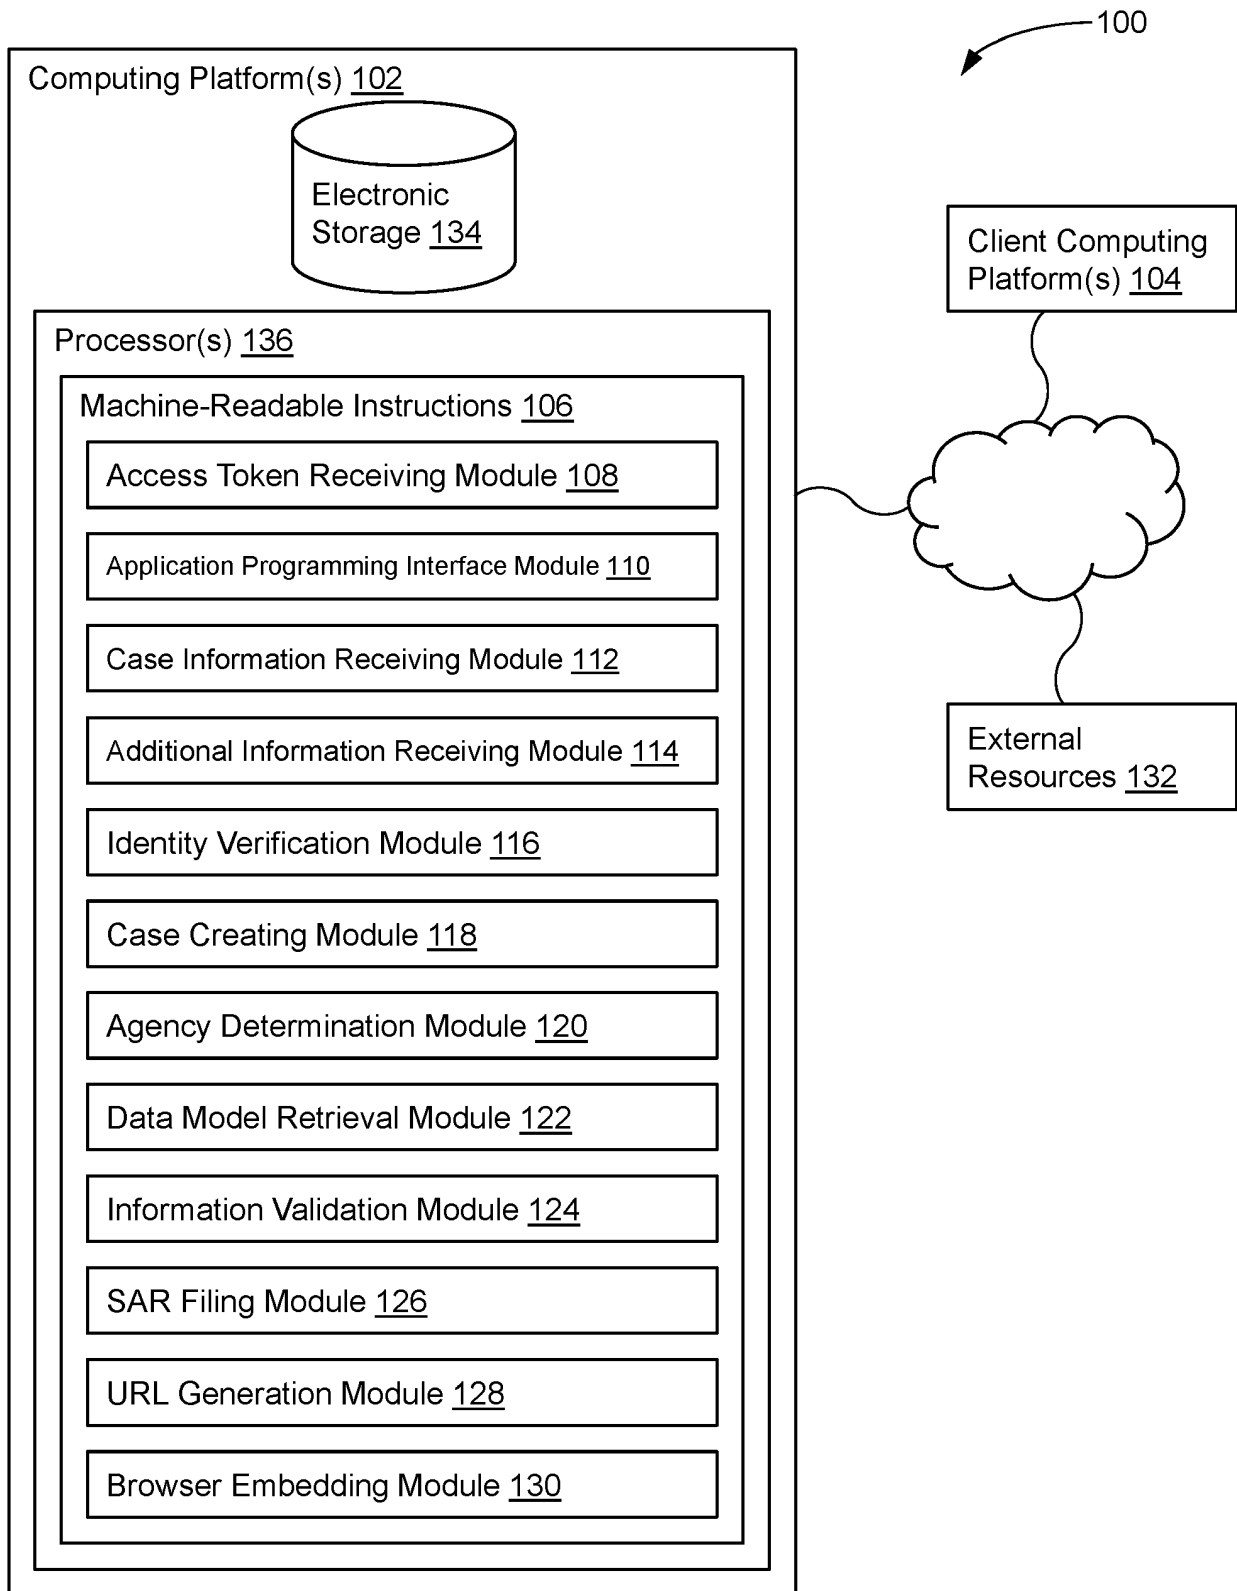 100
Computing Platform(s) 102
Electronic
Storage 134
Client Computing
Platform(s) 104
Processor(s) 136
Machine-Readable Instructions 106
Access Token Receiving Module 108
Application Programming Interface Module 110
Case Information Receiving Module 112
Additional Information Receiving Module 114
External
Resources 132
Identity Verification Module 116
Case Creating Module 118
Agency Determination Module 120
Data Model Retrieval Module 122
Information Validation Module 124
SAR Filing Module 126
URL Generation Module 128
Browser Embedding Module 130